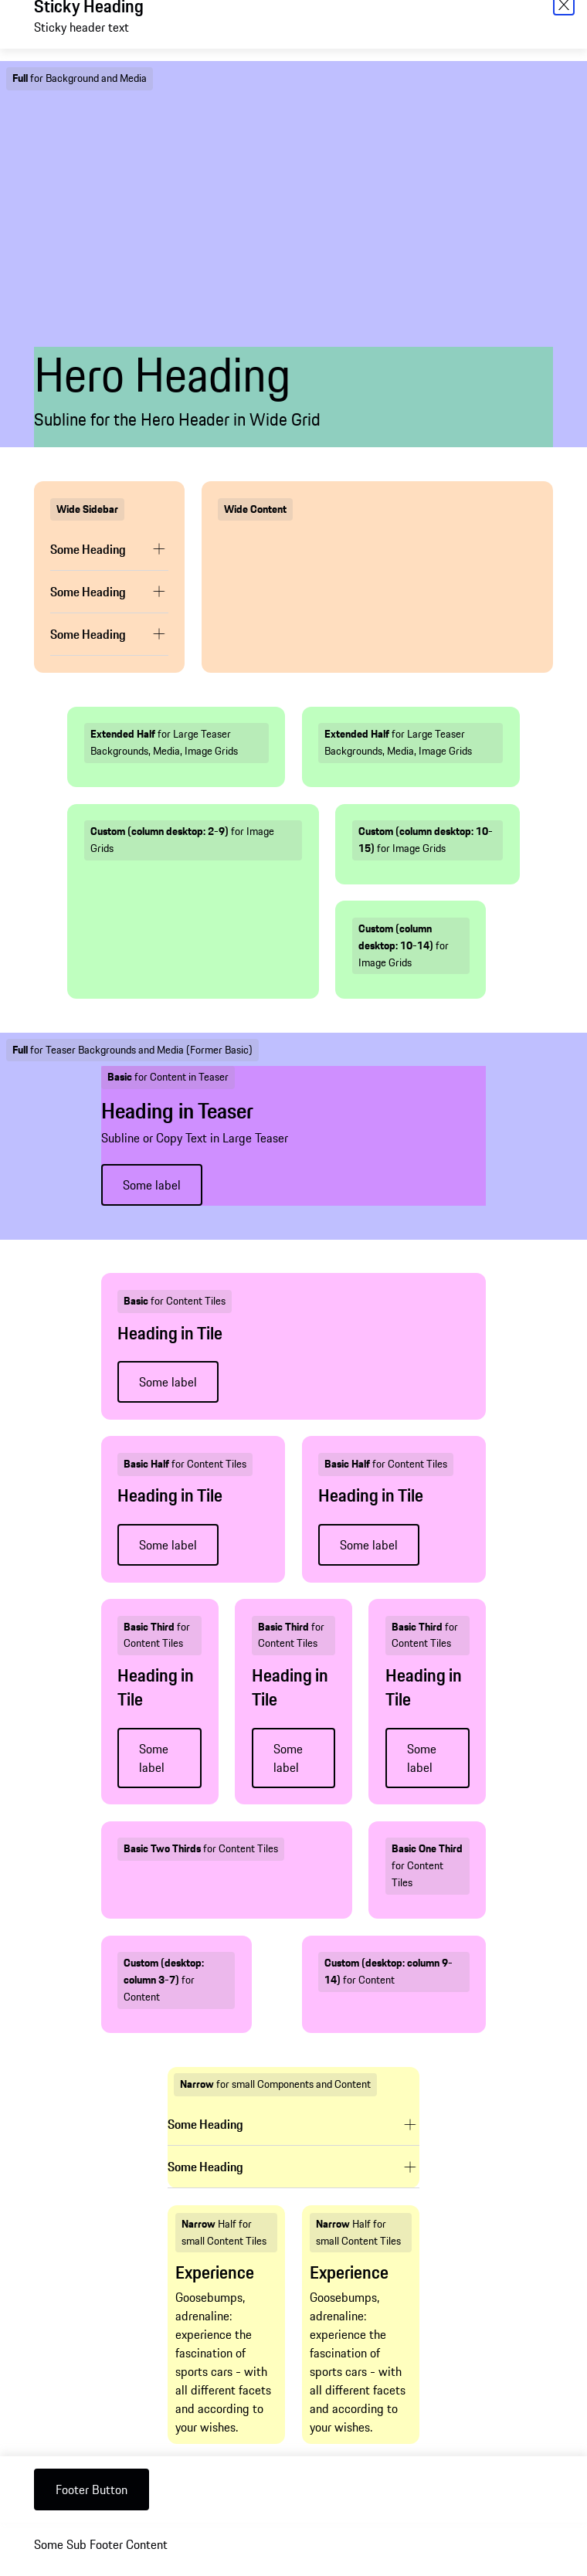 Sticky Heading
Sticky header text
Full for Background and Media
Hero Heading
Subline for the Hero Header in Wide Grid
Wide Sidebar
Some Heading
Some Heading
Some Heading
Wide Content
Extended Half for Large Teaser
Backgrounds, Media, Image Grids
Extended Half for Large Teaser
Backgrounds, Media, Image Grids
Custom (column desktop: 2-9) for Image
Grids
Custom (column desktop: 10-
15) for Image Grids
Custom (column
desktop: 10-14) for
Image Grids
Full for Teaser Backgrounds and Media (Former Basic)
Basic for Content in Teaser
Heading in Teaser
Subline or Copy Text in Large Teaser
Some label
Basic for Content Tiles
Heading in Tile
Some label
Basic Half for Content Tiles
Heading in Tile
Some label
Basic Half for Content Tiles
Heading in Tile
Some label
Basic Third for
Content Tiles
Heading in
Tile
Some
label
Basic Third for
Content Tiles
Heading in
Tile
Some
label
Basic Third for
Content Tiles
Heading in
Tile
Some
label
Basic Two Thirds for Content Tiles
Basic One Third
for Content
Tiles
Custom (desktop:
column 3-7) for
Content
Custom (desktop: column 9-
14) for Content
Narrow for small Components and Content
Some Heading
Some Heading
Narrow Half for
small Content Tiles
Experience
Goosebumps,
adrenaline:
experience the
fascination of
sports cars - with
all different facets
and according to
your wishes.
Narrow Half for
small Content Tiles
Experience
Goosebumps,
adrenaline:
experience the
fascination of
sports cars - with
all different facets
and according to
your wishes.
Footer Button
Some Sub Footer Content